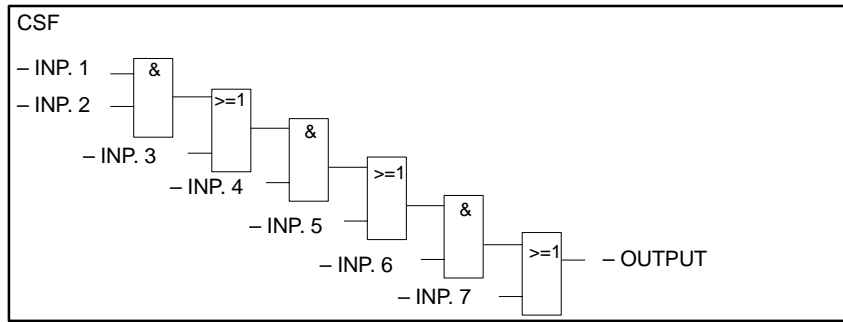 CSF
– INP. 1
&
– INP. 2
>=1
&
– INP. 3
>=1
– INP. 4
&
– INP. 5
>=1
– OUTPUT
– INP. 6
– INP. 7